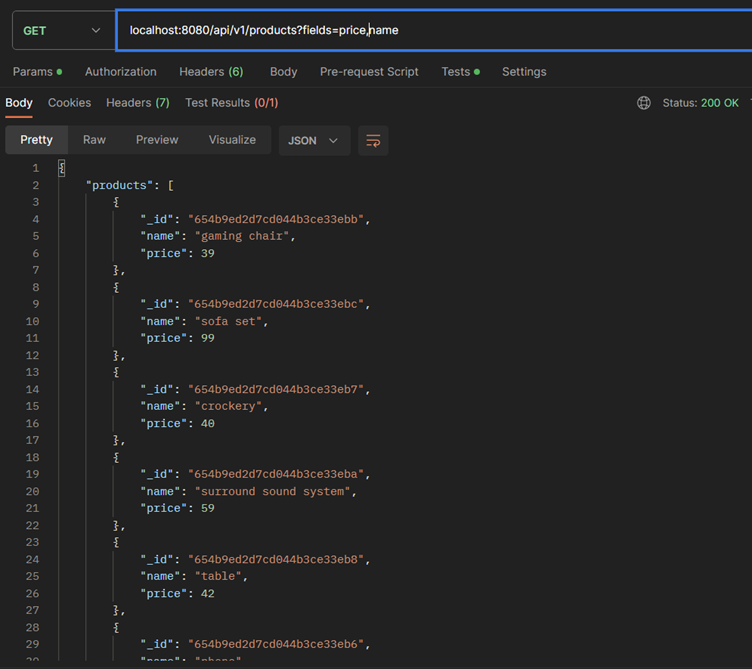 GET localhost:8080/api/v1/products?fields=price,name
Params Authorization Headers (6) Body Pre-request Script Tests Settings
Body Cookies Headers (7) Test Results (0/1) Status: 200 OK
Pretty Raw Preview Visualize JSON
1 {
2 "products": [
3 {
4 "_id": "654b9ed2d7cd044b3ce33ebb",
5 "name": "gaming chair",
6 "price": 39
7 },
8 {
9 "_id": "654b9ed2d7cd044b3ce33ebc",
10 "name": "sofa set",
11 "price": 99
12 },
13 {
14 "_id": "654b9ed2d7cd044b3ce33eb7",
15 "name": "crockery",
16 "price": 40
17 },
18 {
19 "_id": "654b9ed2d7cd044b3ce33eba",
20 "name": "surround sound system",
21 "price": 59
22 },
23 {
24 "_id": "654b9ed2d7cd044b3ce33eb8",
25 "name": "table",
26 "price": 42
27 },
28 {
29 "_id": "654b9ed2d7cd044b3ce33eb6",